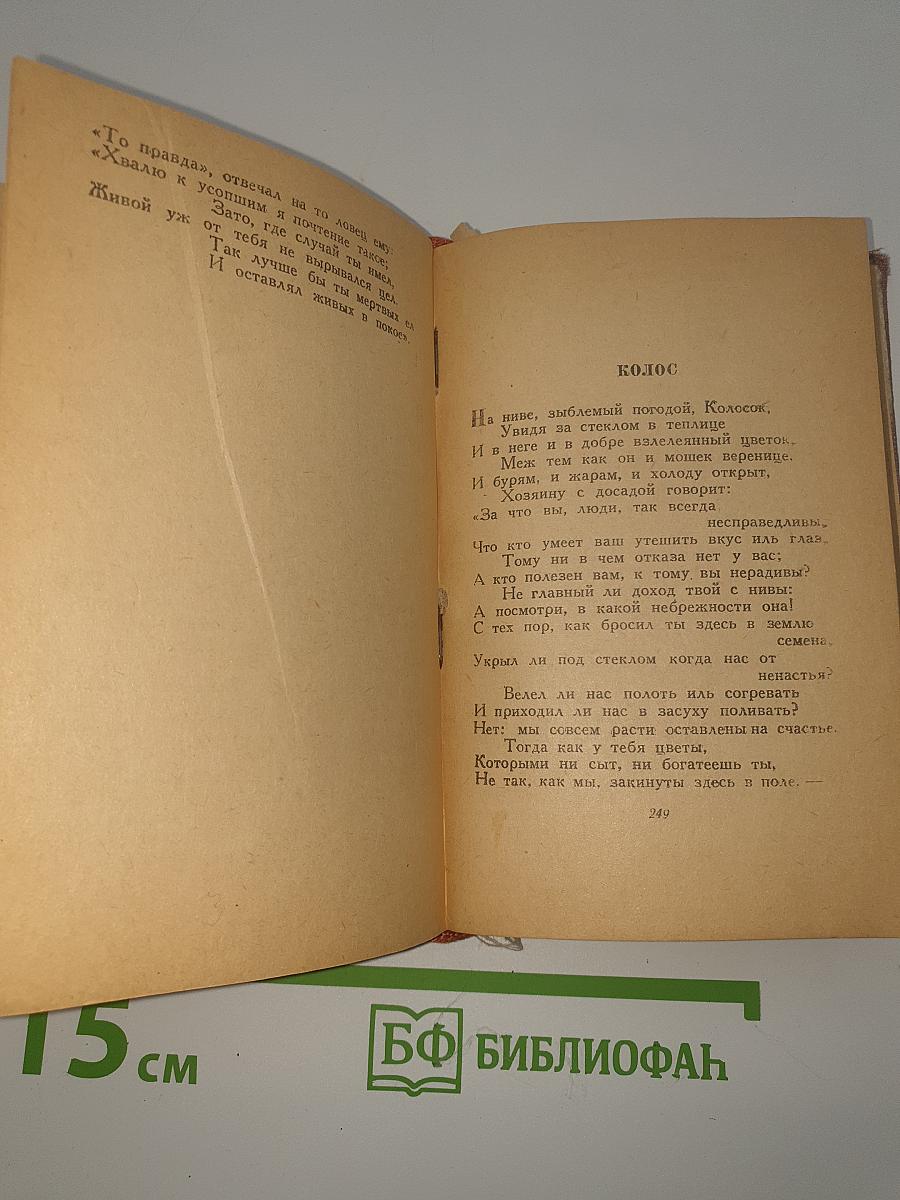 «То правда», отвечал на то ловец ему:
«Хвалю к усопшим я почтение такое;
Зато, где случай ты имел,
Живой уж от тебя не вырывался цел.
Так лучше бы ты мертвых ел
И оставлял живых в покое».
КОЛОС
На ниве, зыблемый погодой, Колосок,
Увидя за стеклом в теплице
И в неге и в добре взлелеянный цветок,
Меж тем как он и мошек веренице,
И бурям, и жарам, и холоду открыт,
Хозяину с досадой говорит:
«За что вы, люди, так всегда
несправедливы,
Что кто умеет ваш утешить вкус иль глаз,
Тому ни в чем отказа нет у вас;
А кто полезен вам, к тому вы нерадивы?
Не главный ли доход твой с нивы:
А посмотри, в какой небрежности она!
С тех пор, как бросил ты здесь в землю
семена,
Укрыл ли под стеклом когда нас от
ненастья?
Велел ли нас полоть иль согревать
И приходил ли нас в засуху поливать?
Нет: мы совсем расти оставлены на счастье.
Тогда как у тебя цветы,
Которыми ни сыт, ни богатеешь ты,
Не так, как мы, закинуты здесь в поле. —
249
15 см
БФ БИБЛИОФАН